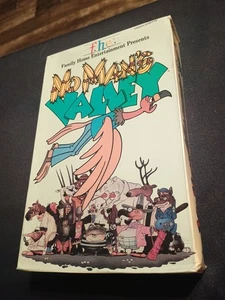 f.h.e.
Family Home Entertainment Presents
NO MAN'S
VALLEY